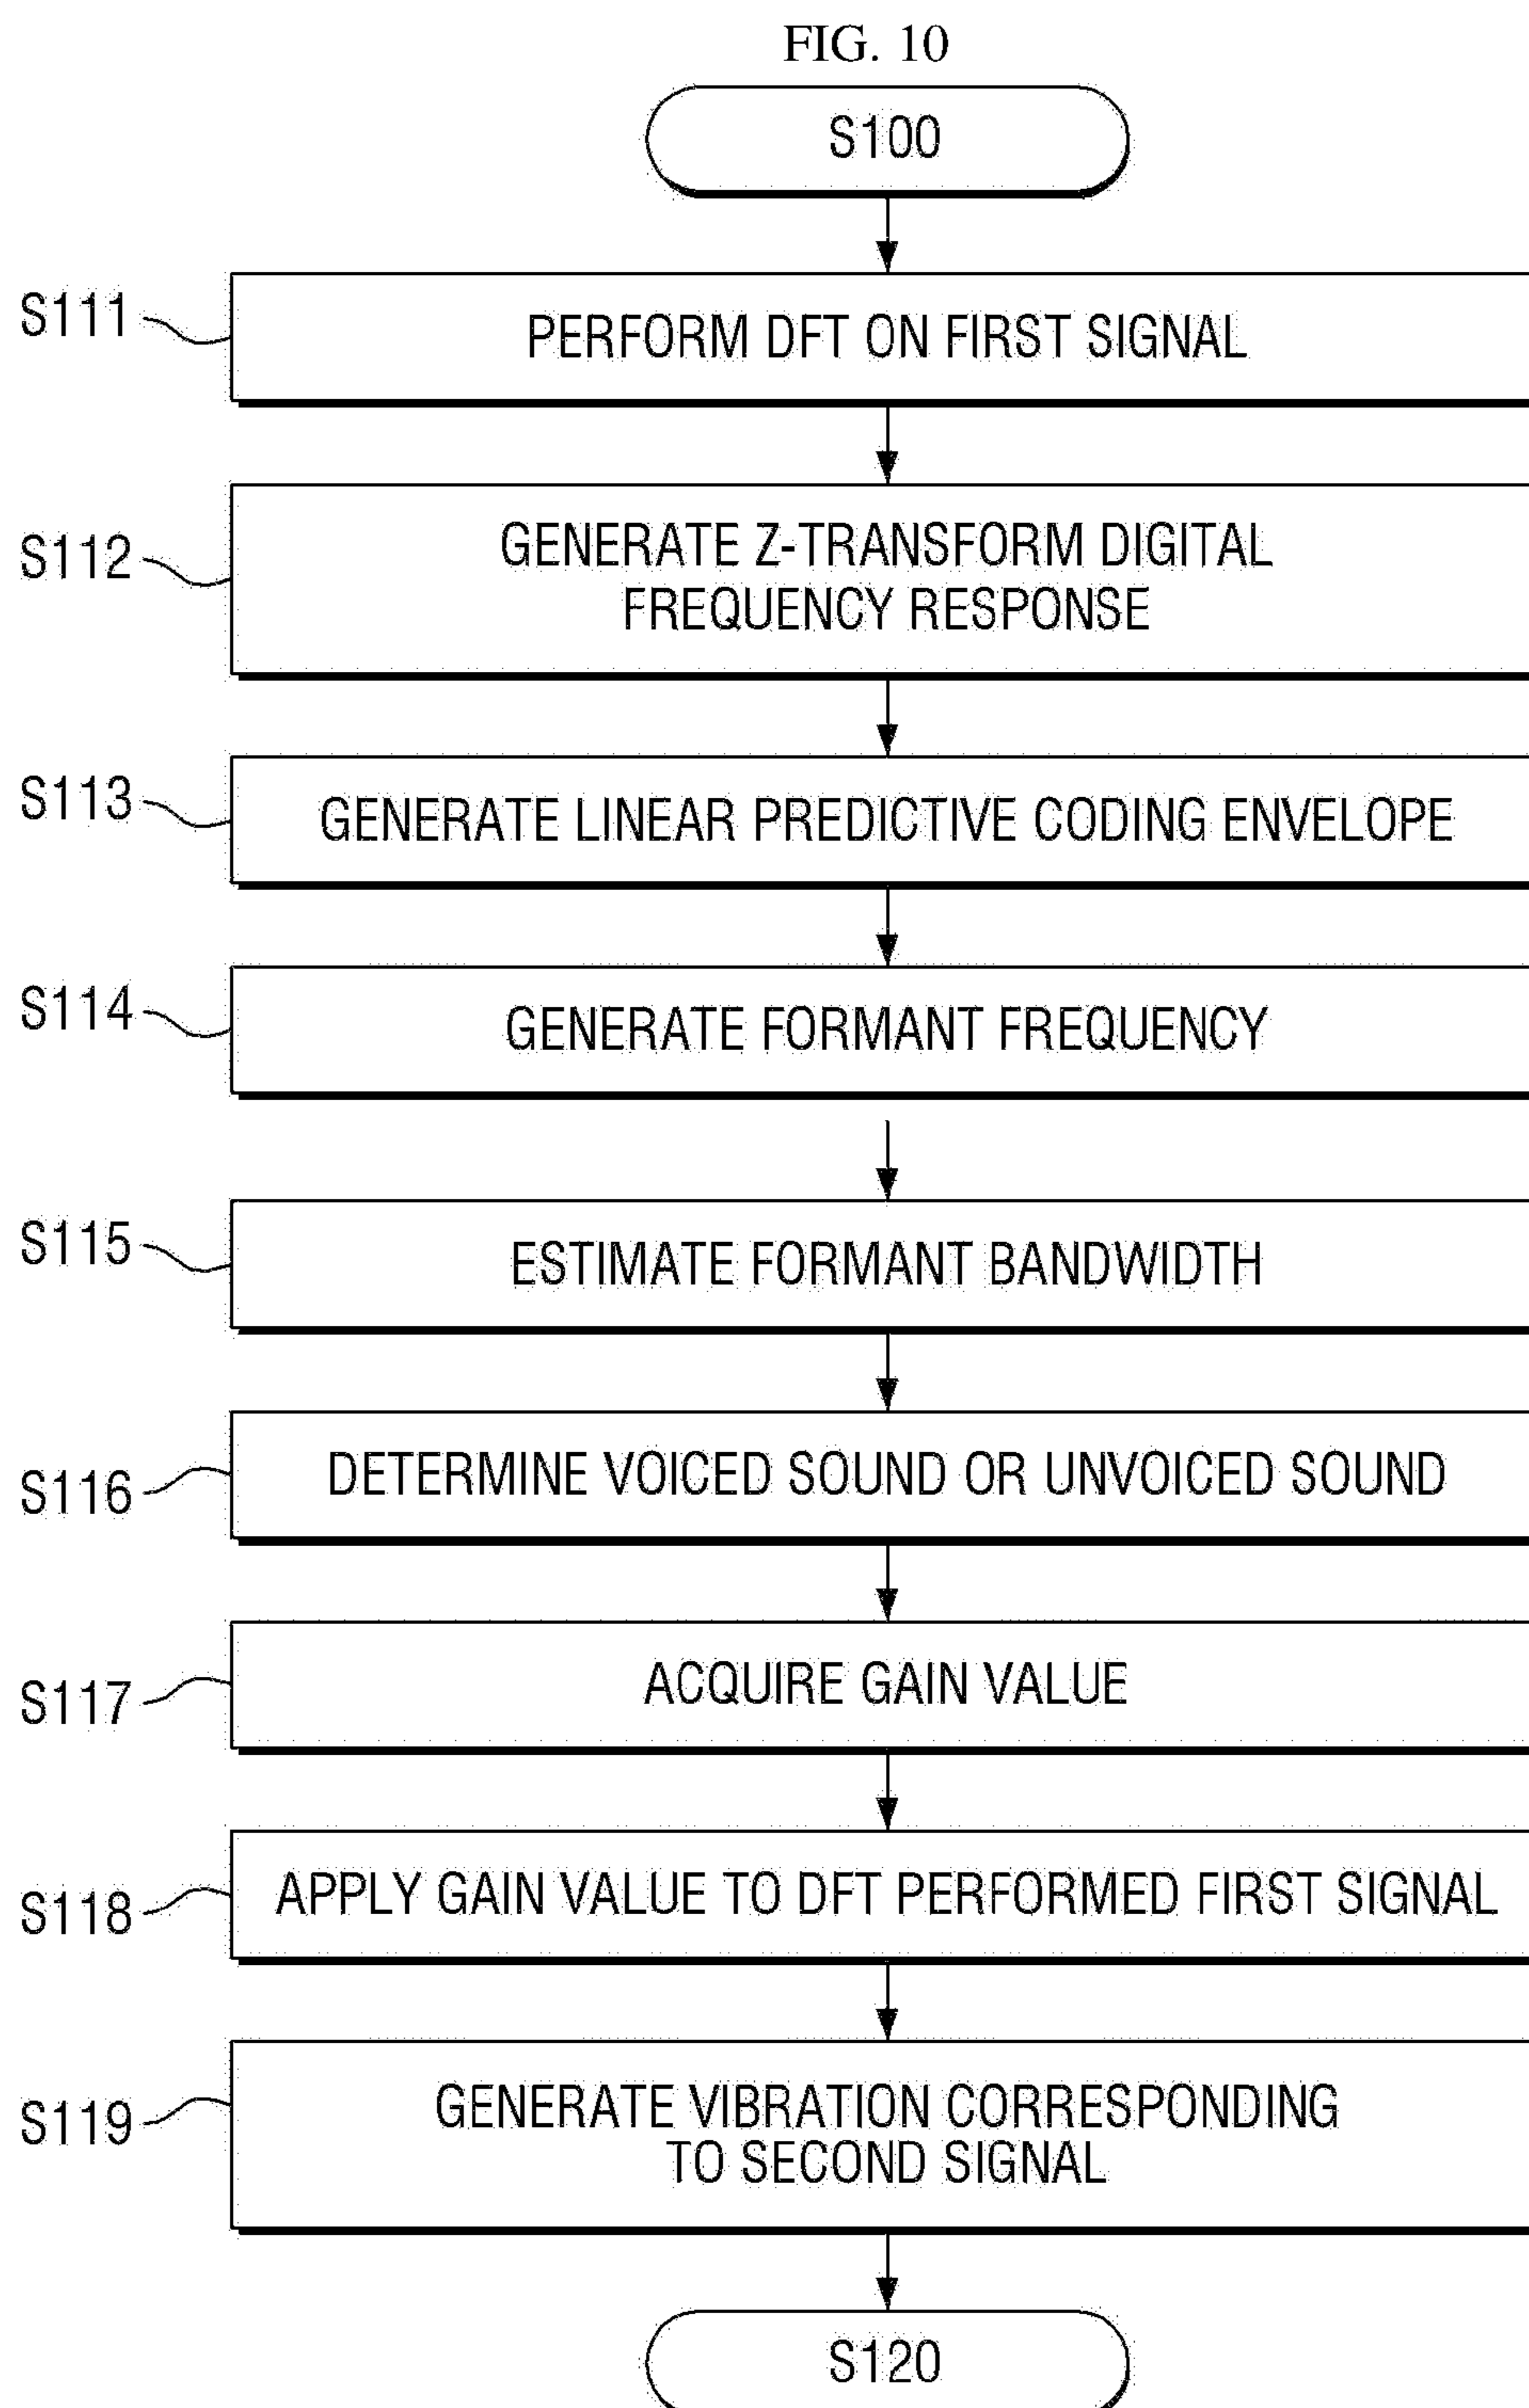 FIG. 10
S100
S111
PERFORM DFT ON FIRST SIGNAL
S112
GENERATE Z-TRANSFORM DIGITAL
FREQUENCY RESPONSE
S113
GENERATE LINEAR PREDICTIVE CODING ENVELOPE
S114
GENERATE FORMANT FREQUENCY
S115
ESTIMATE FORMANT BANDWIDTH
S116
DETERMINE VOICED SOUND OR UNVOICED SOUND
S117
ACQUIRE GAIN VALUE
S118
APPLY GAIN VALUE TO DFT PERFORMED FIRST SIGNAL
S119
GENERATE VIBRATION CORRESPONDING
TO SECOND SIGNAL
S120